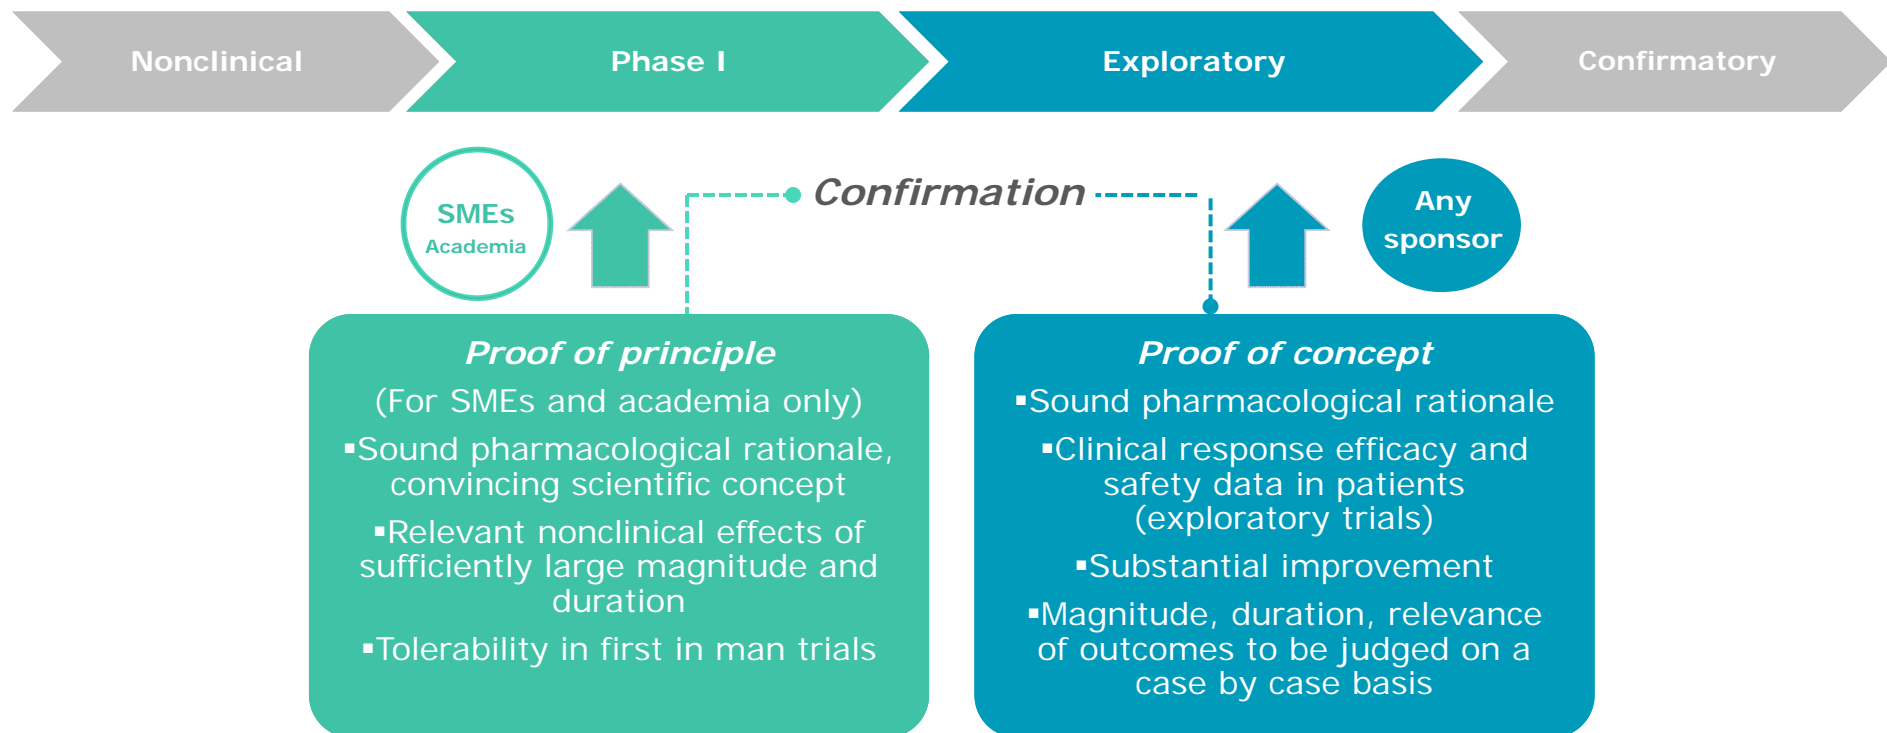 Nonclinical
Phase I
Exploratory
Confirmatory
SMEs
Academia
Confirmation
Any
sponsor
Proof of principle
(For SMEs and academia only)
▪Sound pharmacological rationale,
convincing scientific concept
▪Relevant nonclinical effects of
sufficiently large magnitude and
duration
▪Tolerability in first in man trials
Proof of concept
▪Sound pharmacological rationale
▪Clinical response efficacy and
safety data in patients
(exploratory trials)
▪Substantial improvement
▪Magnitude, duration, relevance
of outcomes to be judged on a
case by case basis